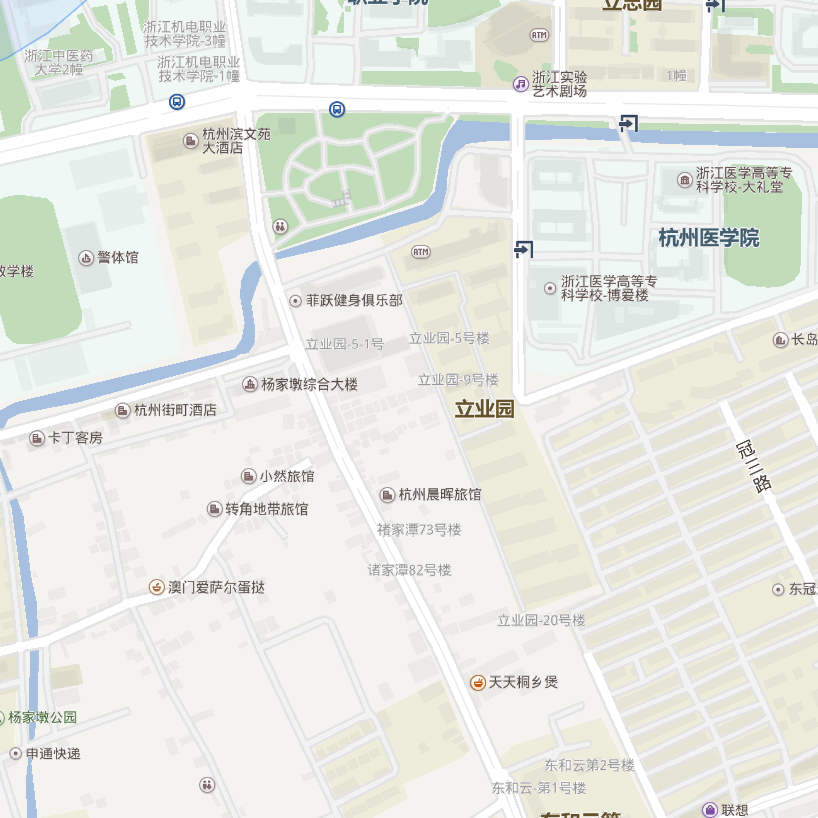 职业学院
立志园
浙江机电职业
技术学院-3幢
ATM
浙江中医药
大学2幢
浙江机电职业
技术学院-1幢
浙江实验
艺术剧场
1幢
杭州滨文苑
大酒店
浙江医学高等专
科学校-大礼堂
杭州医学院
ATM
警体馆
教学楼
浙江医学高等专
科学校-博爱楼
菲跃健身俱乐部
立业园-5-1号
立业园-5号楼
长岛
立业园-9号楼
杨家墩综合大楼
立业园
杭州街町酒店
卡丁客房
冠三路
小然旅馆
杭州晨晖旅馆
转角地带旅馆
褚家潭73号楼
诸家潭82号楼
澳门爱萨尔蛋挞
东冠
立业园-20号楼
天天桐乡煲
杨家墩公园
申通快递
东和云第2号楼
东和云-第1号楼
联想